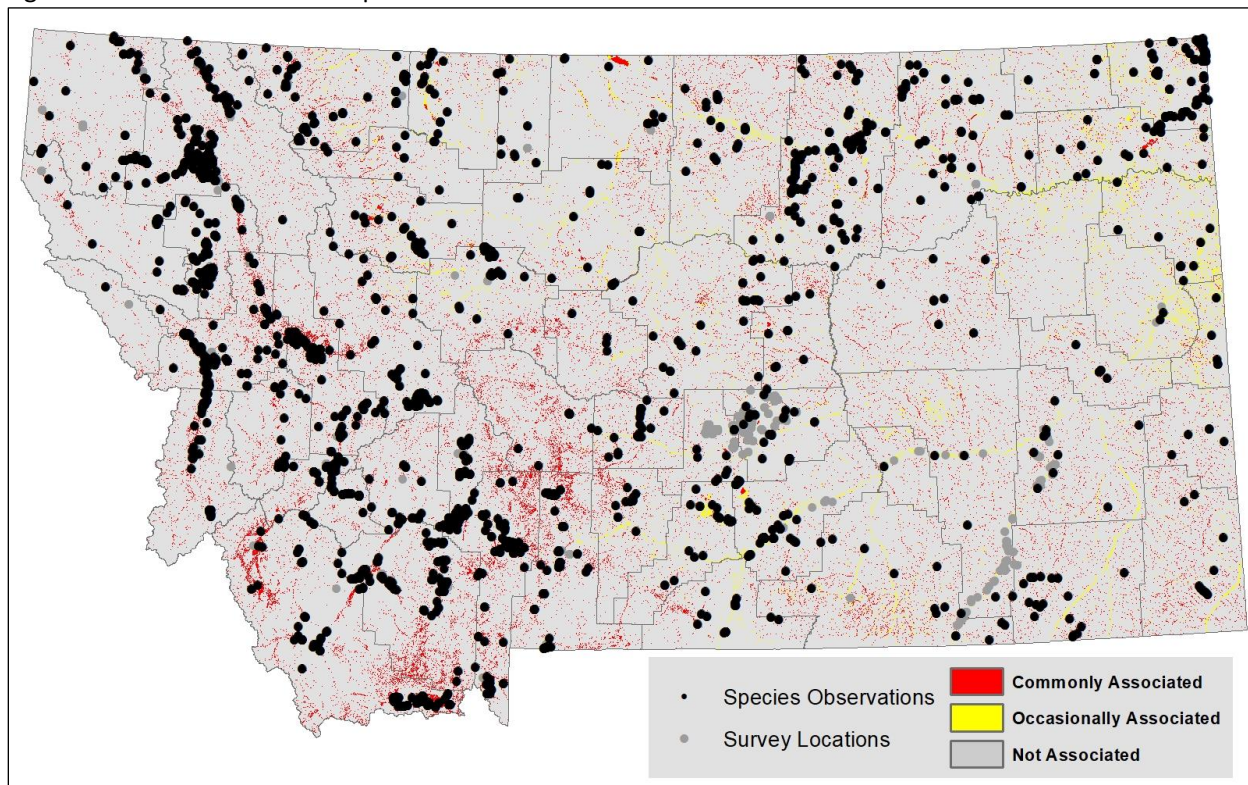 Species Observations
Survey Locations
Commonly Associated
Occasionally Associated
Not Associated